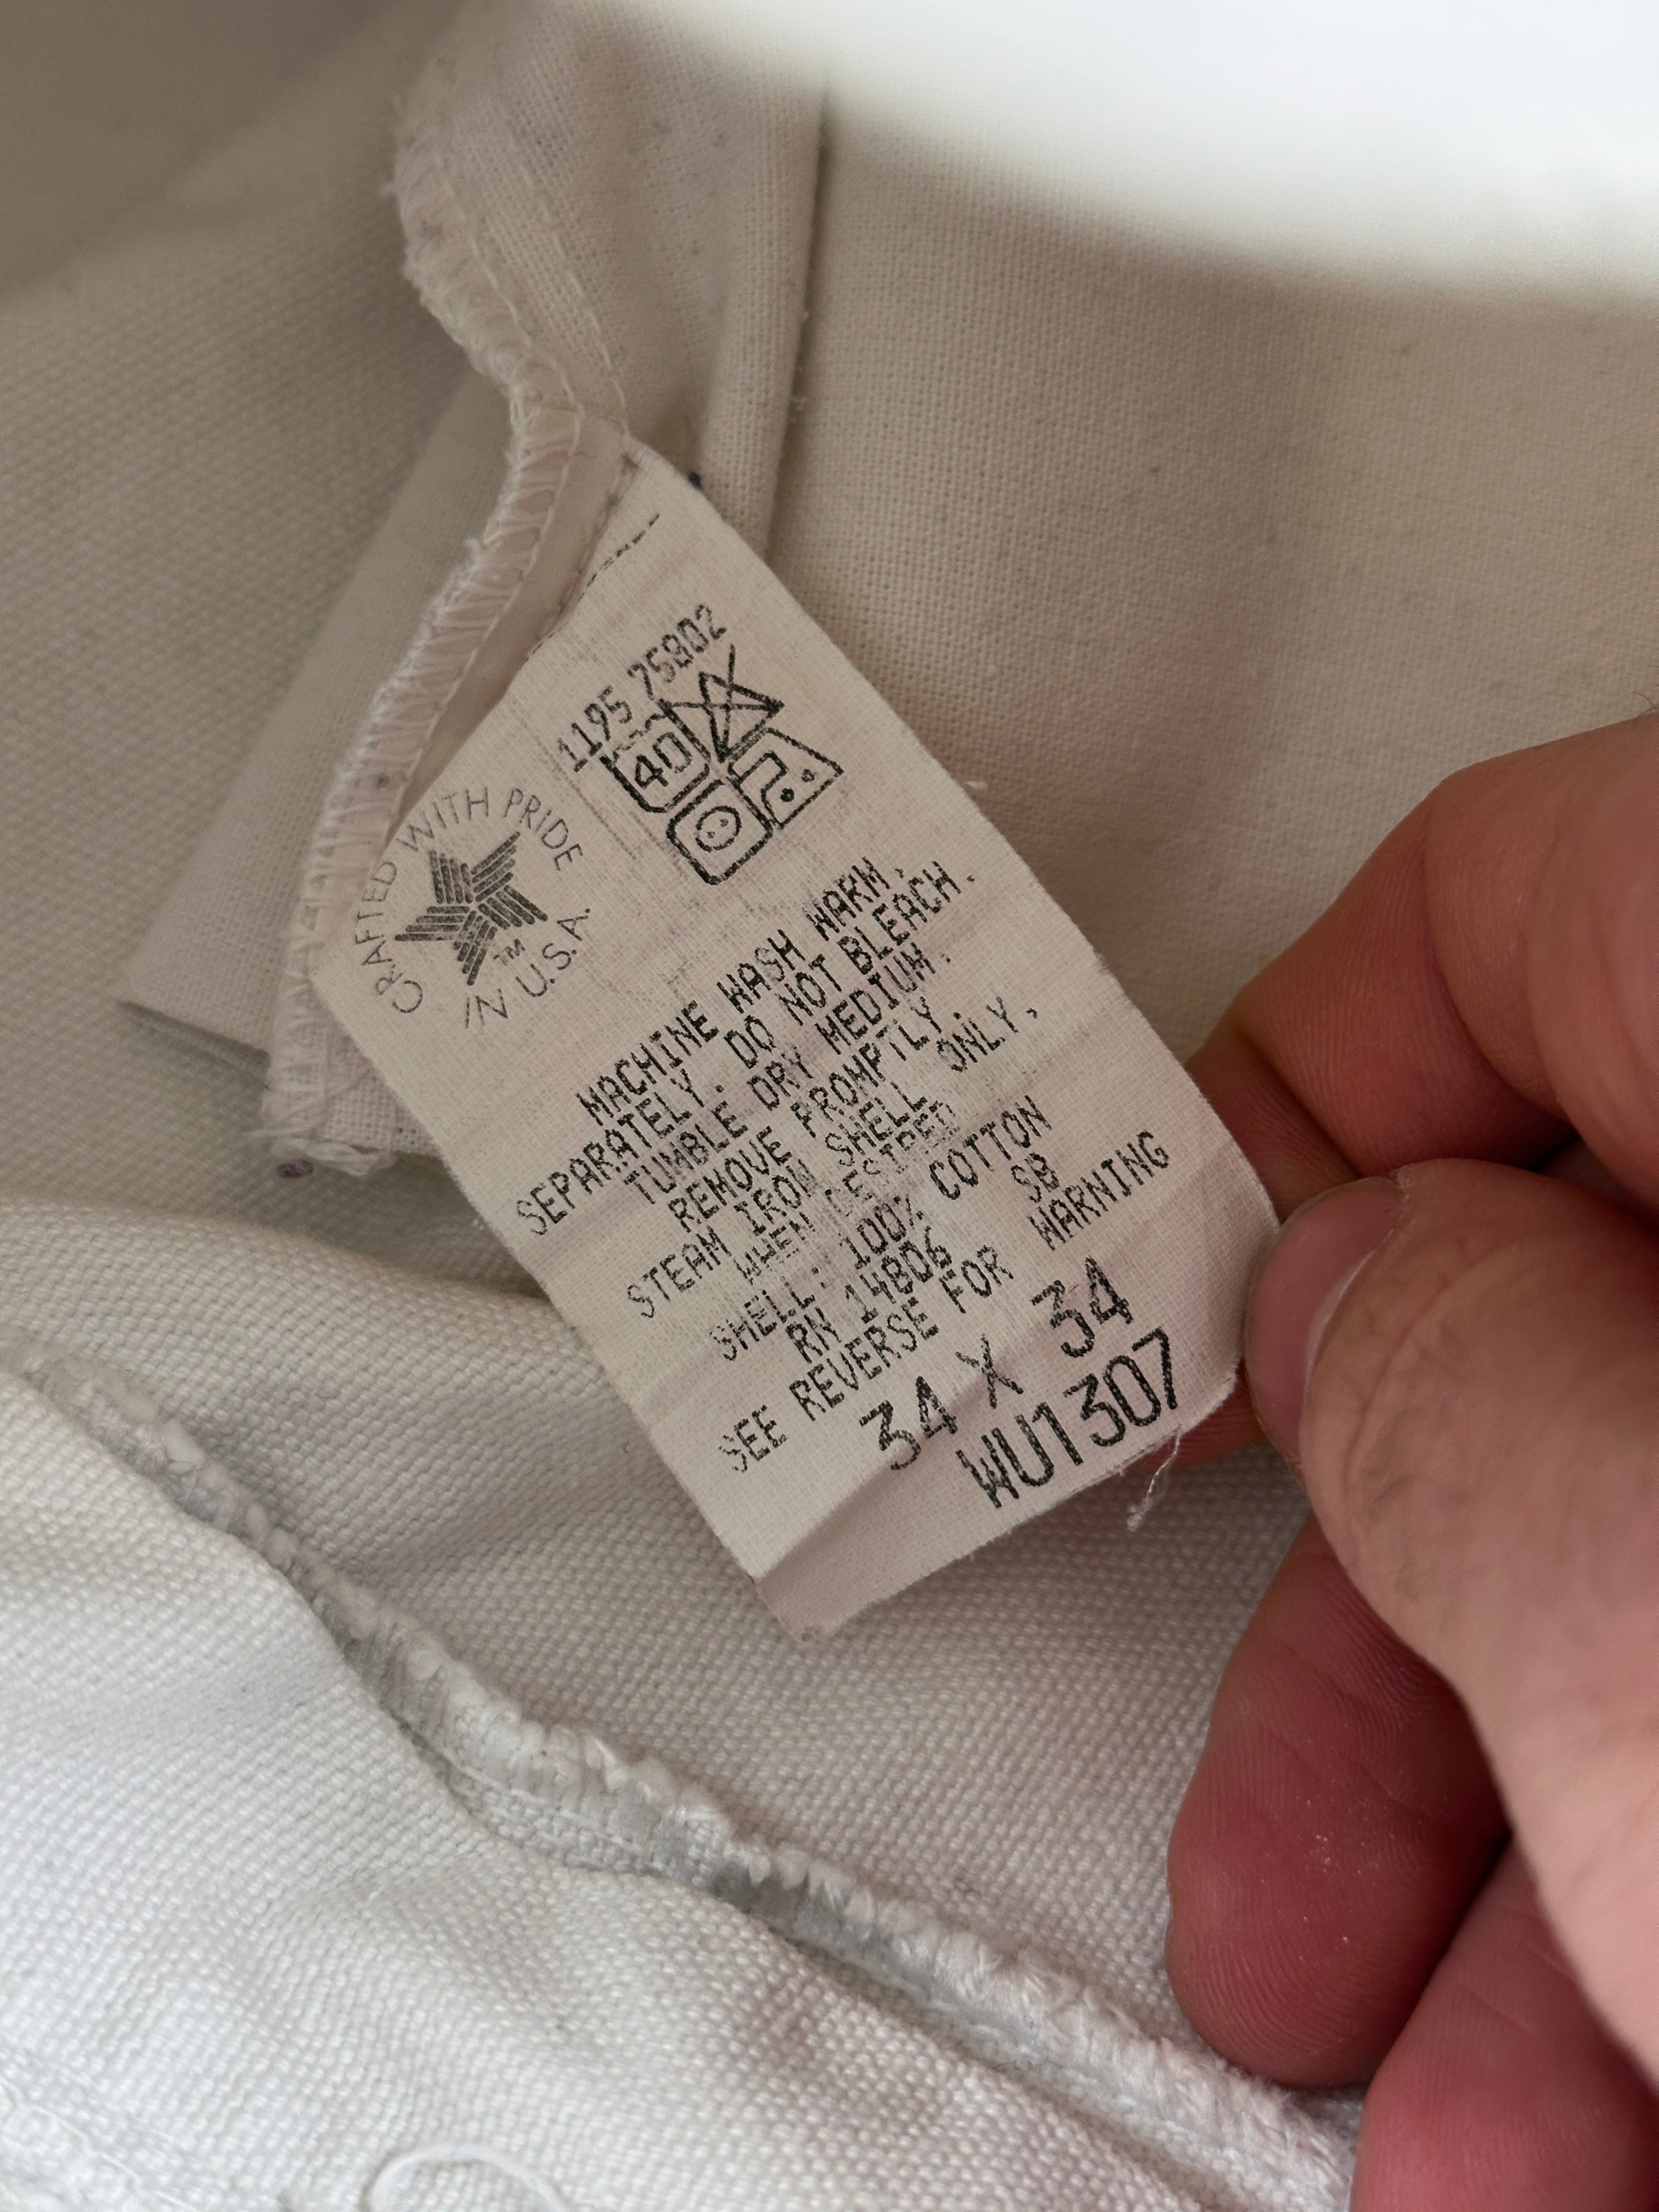 1195 75802
40
CRAFTED WITH PRIDE
TM
IN U.S.A.
MACHINE WASH WARM.
SEPARATELY. DO NOT BLEACH.
TUMBLE DRY MEDIUM.
REMOVE PROMPTLY.
STEAM IRON SHELL ONLY,
WHEN DESIRED
SHELL: 100% COTTON
RN 14806 SB
SEE REVERSE FOR WARNING
34 X 34
WU1307